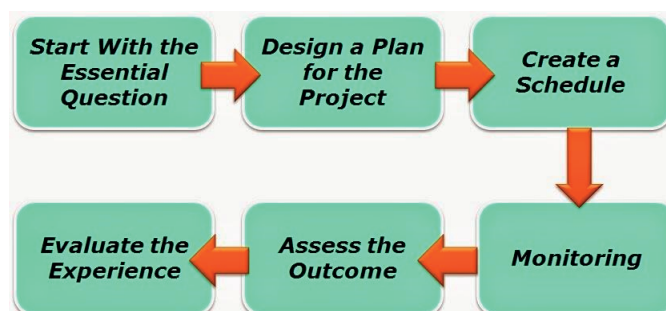 Start With the
Essential
Question
Design a Plan
for the
Project
Create a
Schedule
Monitoring
Assess the
Outcome
Evaluate the
Experience